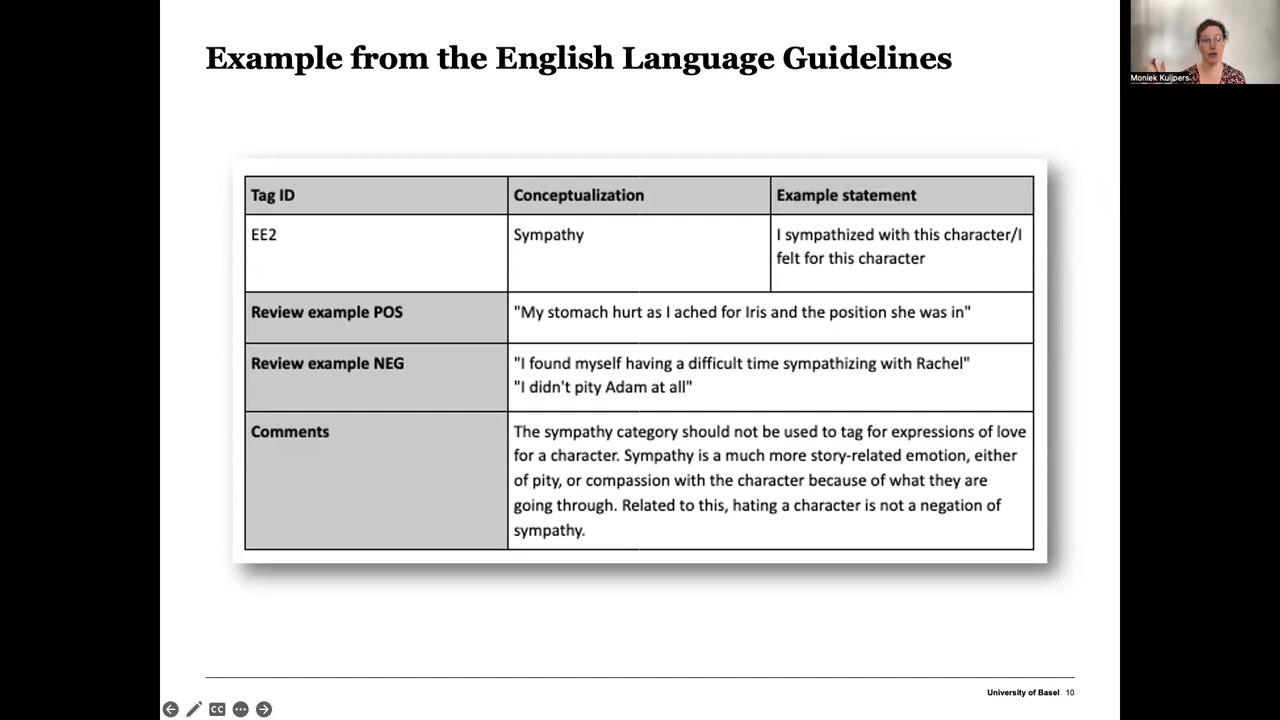 Example from the English Language Guidelines
Moniek Kuijpers
Tag ID
Conceptualization
Example statement
EE2
Sympathy
I sympathized with this character/I
felt for this character
Review example POS
"My stomach hurt as I ached for Iris and the position she was in"
Review example NEG
"I found myself having a difficult time sympathizing with Rachel"
"I didn't pity Adam at all"
Comments
The sympathy category should not be used to tag for expressions of love
for a character. Sympathy is a much more story-related emotion, either
of pity, or compassion with the character because of what they are
going through. Related to this, hating a character is not a negation of
sympathy.
University of Basel 10
CC